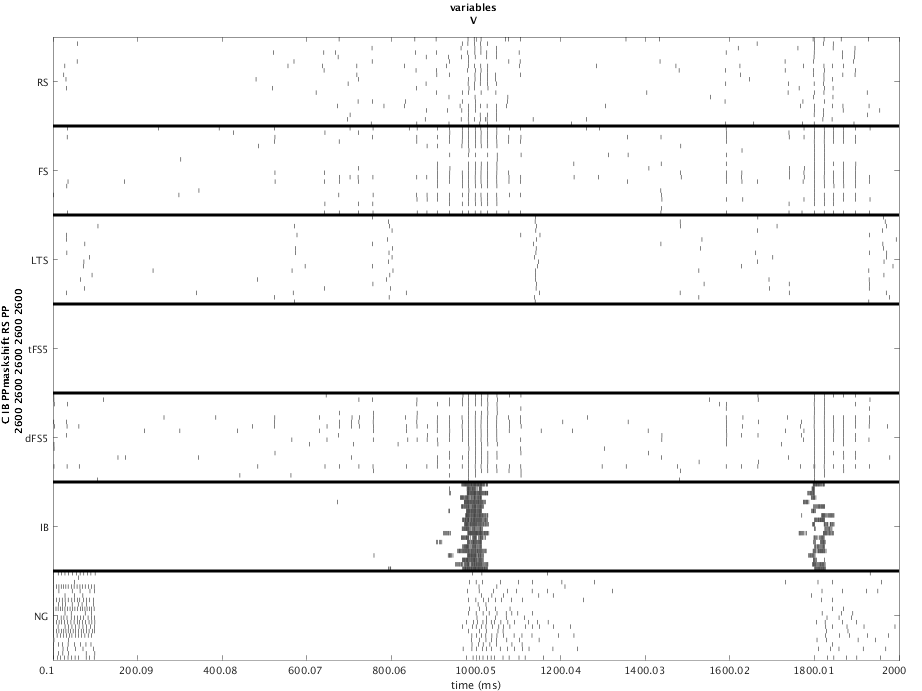 variables
V
C IB PPmaskshift RS PP
2600 2600 2600 2600 2600
RS
FS
LTS
tFS5
dFS5
IB
NG
0.1 200.09 400.08 600.07 800.06 1000.05 1200.04 1400.03 1600.02 1800.01 2000
time (ms)